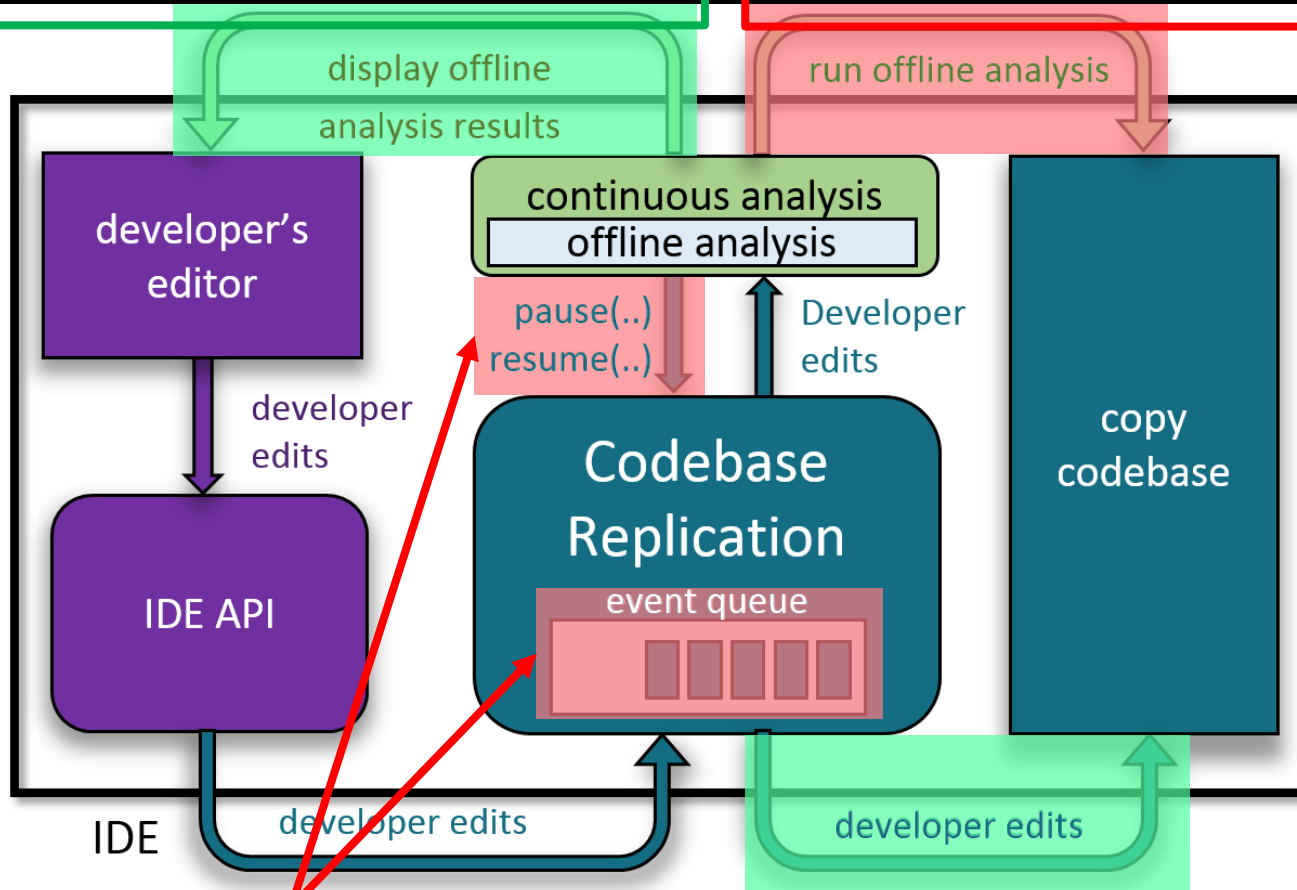 display offline
analysis results
run offline analysis
developer's
editor
continuous analysis
offline analysis
pause(..)
resume(..)
Developer
edits
developer
edits
copy
codebase
Codebase
Replication
event queue
IDE API
developer edits
developer edits
IDE